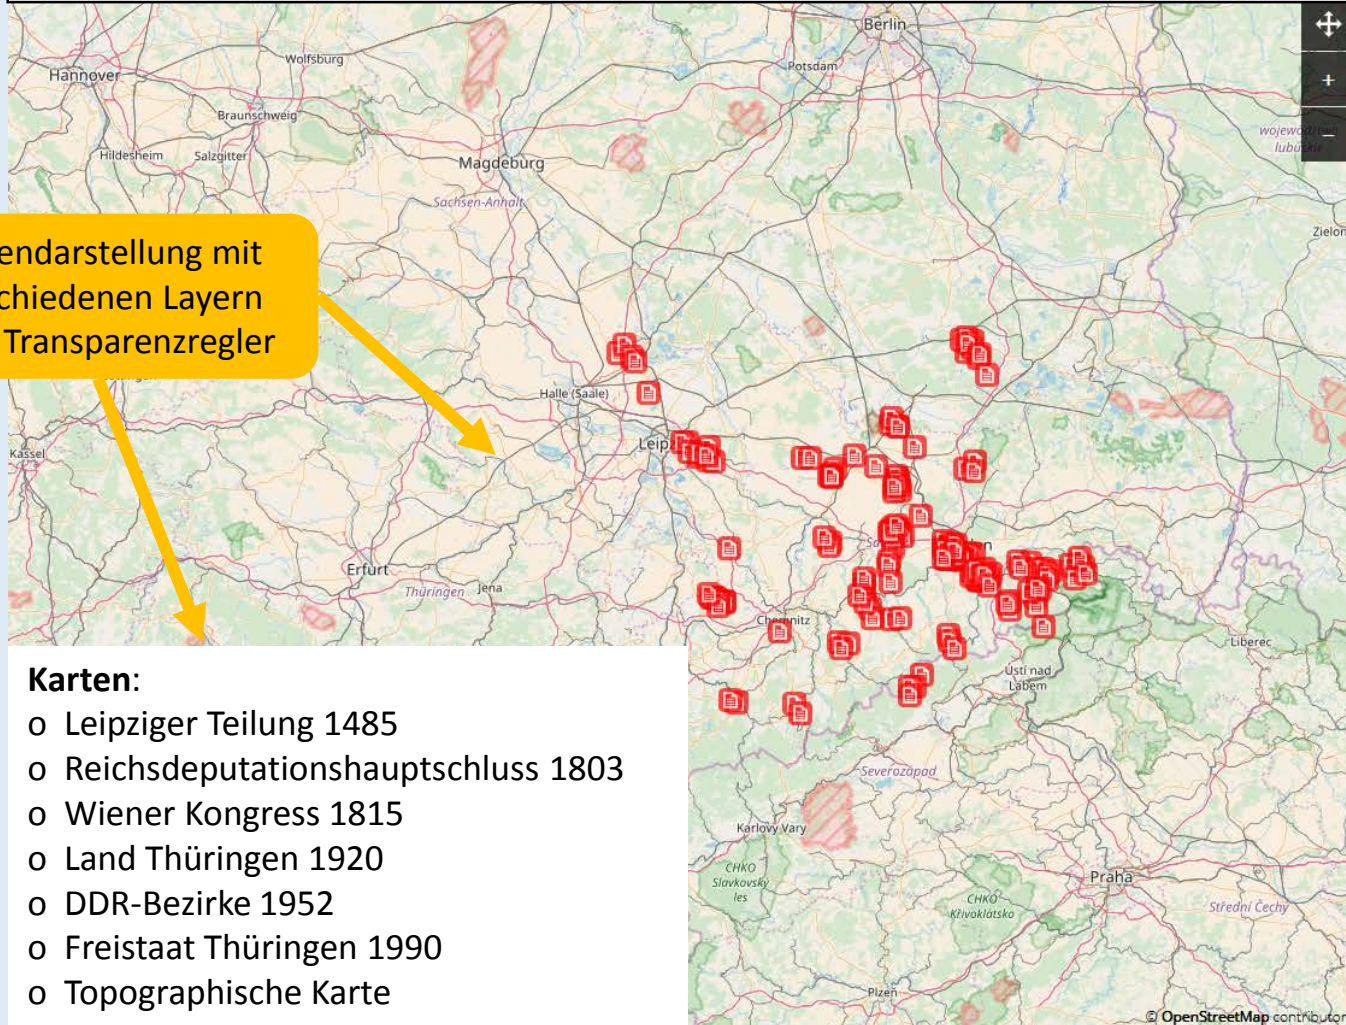 Berlin
Wolfsburg
Potsdam
Hannover
Braunschweig
Hildesheim
Salzgitter
Magdeburg
Sachsen-Anhalt
+
−
Zielon
endarstellung mit
chiedenen Layern
Transparenzregler
Halle (Saale)
Leip
Kassel
Erfurt
Thüringen
Jena
Chemnitz
Liberec
Ústí nad
Labem
Severozápad
Karlovy Vary
CHKO
Slavkovský
les
CHKO
Křivoklátsko
Praha
Střední Čechy
Plzeň
Karten:
o Leipziger Teilung 1485
o Reichsdeputationshauptschluss 1803
o Wiener Kongress 1815
o Land Thüringen 1920
o DDR-Bezirke 1952
o Freistaat Thüringen 1990
o Topographische Karte
© OpenStreetMap contributor